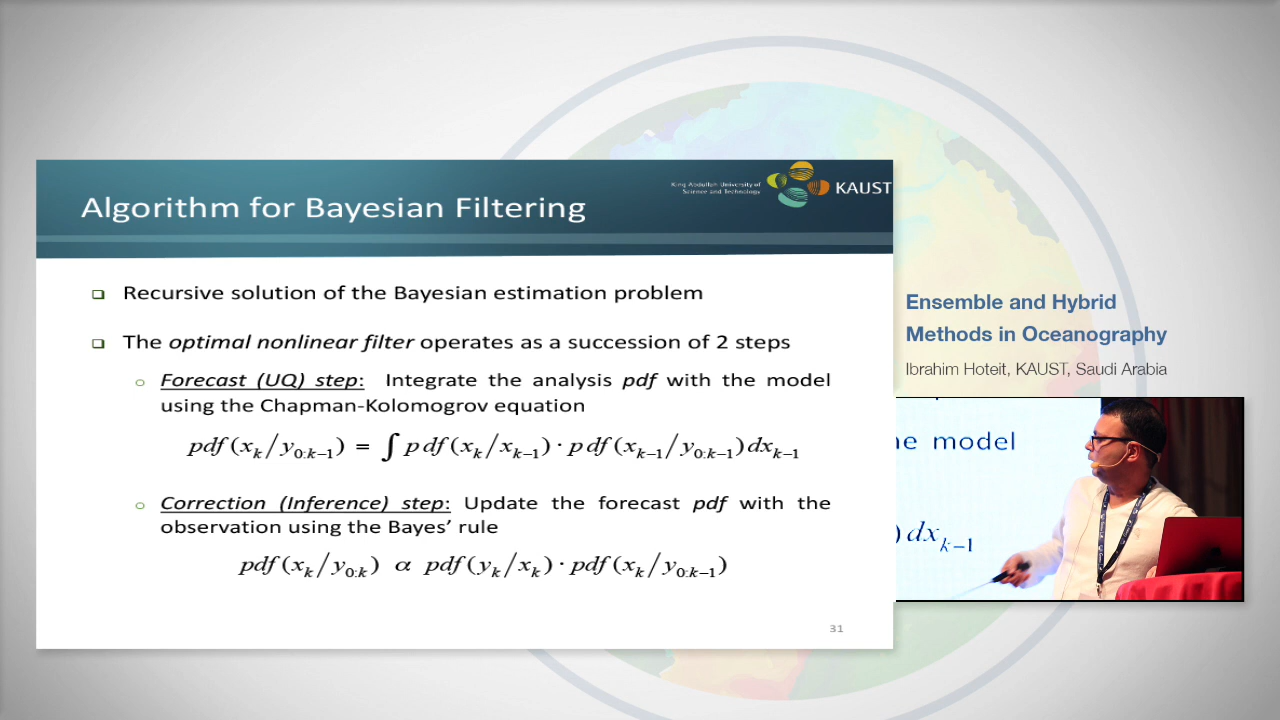 King Abdullah University of
Science and Technology
KAUST
Algorithm for Bayesian Filtering
Recursive solution of the Bayesian estimation problem
The optimal nonlinear filter operates as a succession of 2 steps
Forecast (UQ) step: Integrate the analysis pdf with the model
using the Chapman-Kolomogrov equation
pdf(x_k/y_{0:k−1}) = ∫ pdf(x_k/x_{k−1}) · pdf(x_{k−1}/y_{0:k−1})dx_{k−1}
Correction (Inference) step: Update the forecast pdf with the
observation using the Bayes’ rule
pdf(x_k/y_{0:k}) α pdf(y_k/x_k) · pdf(x_k/y_{0:k−1})
31
Ensemble and Hybrid
Methods in Oceanography
Ibrahim Hoteit, KAUST, Saudi Arabia
he model
) dx_{k−1}